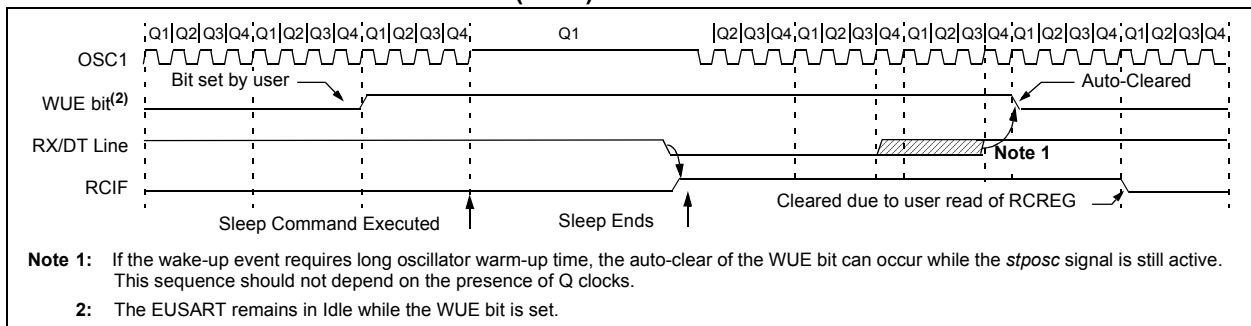 Q1 Q2 Q3 Q4 Q1 Q2 Q3 Q4 Q1 Q2 Q3 Q4 Q1 Q2 Q3 Q4 Q1 Q2 Q3 Q4 Q1 Q2 Q3 Q4 Q1 Q2 Q3 Q4 Q1 Q2 Q3 Q4
OSC1
Bit set by user
Auto-Cleared
WUE bit(2)
RX/DT Line
Note 1
RCIF
Cleared due to user read of RCREG
Sleep Command Executed
Sleep Ends
Note 1: If the wake-up event requires long oscillator warm-up time, the auto-clear of the WUE bit can occur while the stposc signal is still active.
This sequence should not depend on the presence of Q clocks.
2: The EUSART remains in Idle while the WUE bit is set.